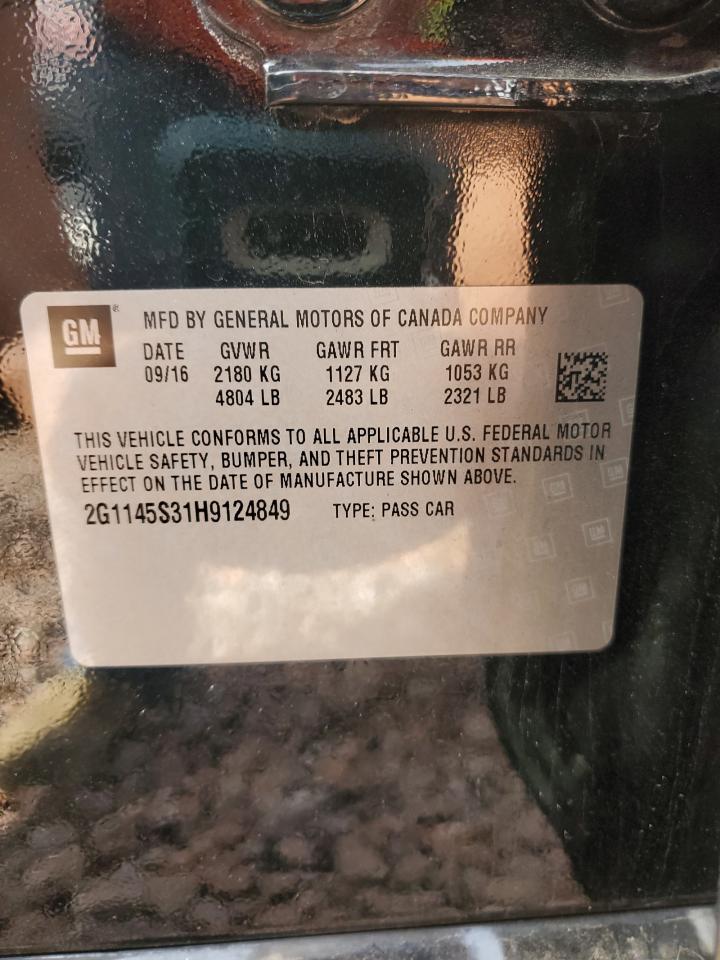 GM
MFD BY GENERAL MOTORS OF CANADA COMPANY
DATE GVWR GAWR FRT GAWR RR
09/16 2180 KG 1127 KG 1053 KG
4804 LB 2483 LB 2321 LB
THIS VEHICLE CONFORMS TO ALL APPLICABLE U.S. FEDERAL MOTOR
VEHICLE SAFETY, BUMPER, AND THEFT PREVENTION STANDARDS IN
EFFECT ON THE DATE OF MANUFACTURE SHOWN ABOVE.
2G1145S31H9124849 TYPE: PASS CAR